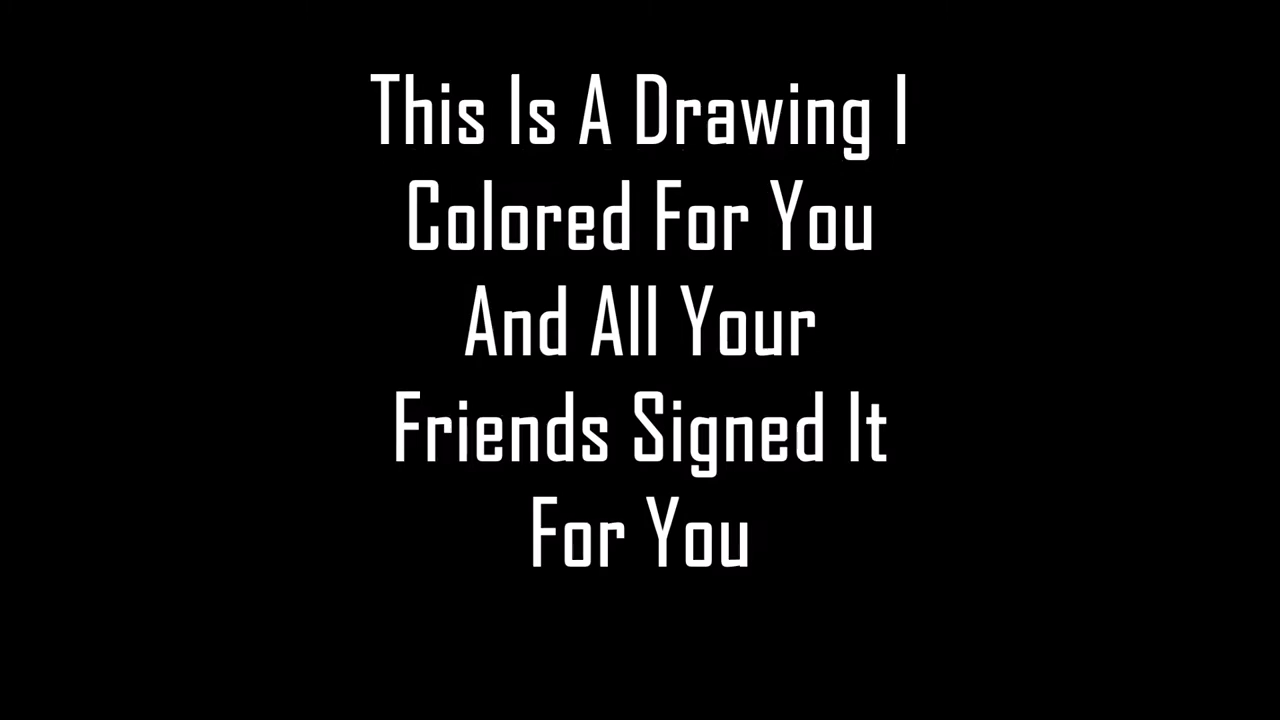 This Is A Drawing I
Colored For You
And All Your
Friends Signed It
For You